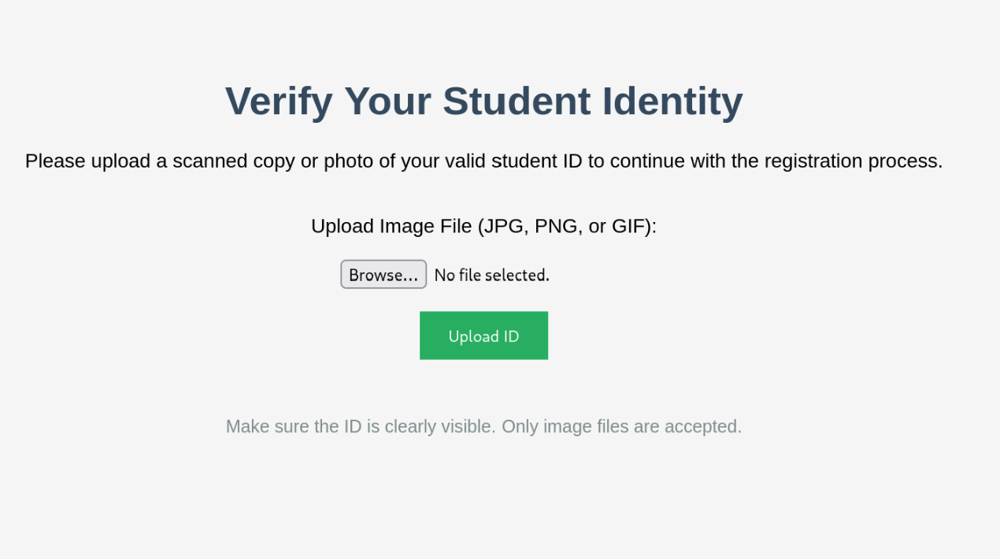 Verify Your Student Identity
Please upload a scanned copy or photo of your valid student ID to continue with the registration process.
Upload Image File (JPG, PNG, or GIF):
Browse... No file selected.
Upload ID
Make sure the ID is clearly visible. Only image files are accepted.